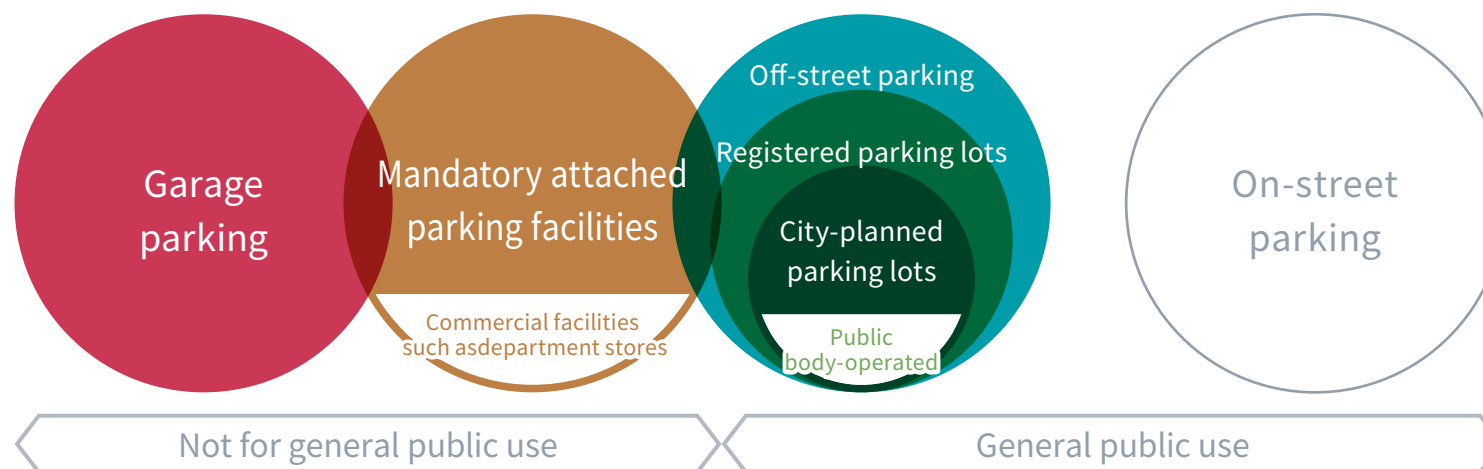 Garage
parking
Mandatory attached
parking facilities
Commercial facilities
such asdepartment stores
Off-street parking
Registered parking lots
City-planned
parking lots
Public
body-operated
On-street
parking
Not for general public use
General public use